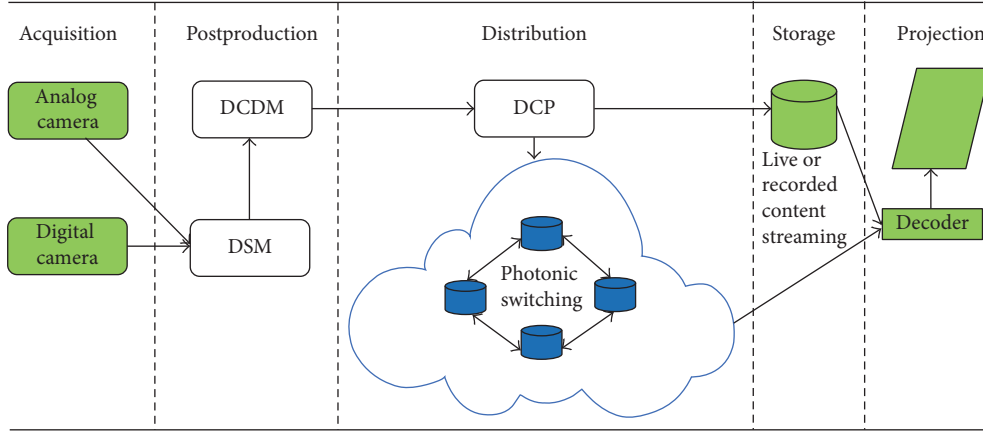 Acquisition
Postproduction
Distribution
Storage
Projection
Analog
camera
DCDM
DCP
Live or
recorded
content
streaming
Digital
camera
DSM
Photonic
switching
Decoder